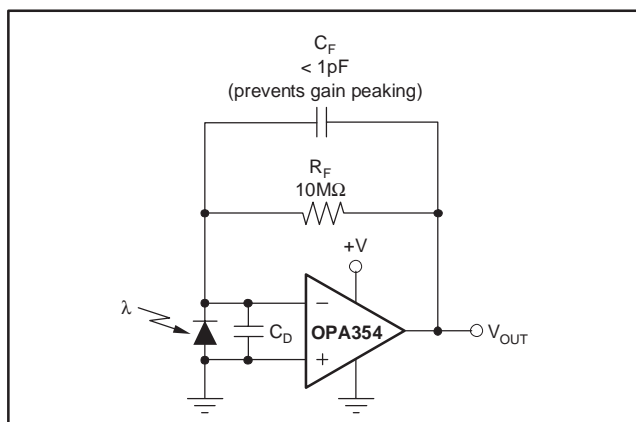 C_F
< 1pF
(prevents gain peaking)
R_F
10MΩ
+V
λ
−
C_D
OPA354
+
V_OUT